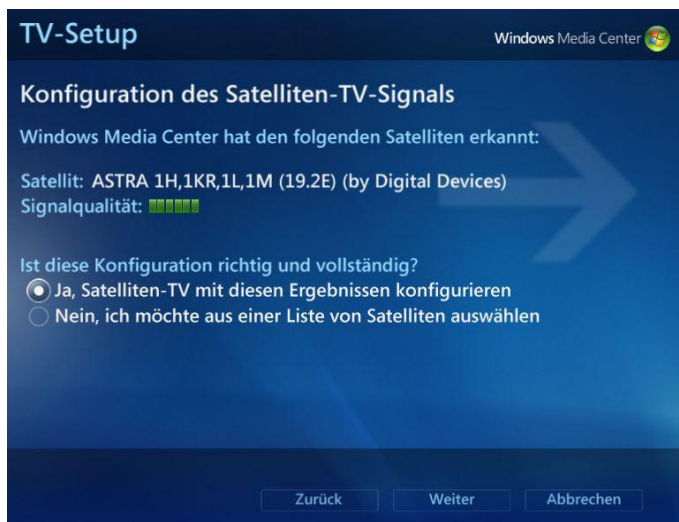 TV-Setup
Windows Media Center
Konfiguration des Satelliten-TV-Signals
Windows Media Center hat den folgenden Satelliten erkannt:
Satellit: ASTRA 1H,1KR,1L,1M (19.2E) (by Digital Devices)
Signalqualität:
Ist diese Konfiguration richtig und vollständig?
Ja, Satelliten-TV mit diesen Ergebnissen konfigurieren
Nein, ich möchte aus einer Liste von Satelliten auswählen
Zurück Weiter Abbrechen